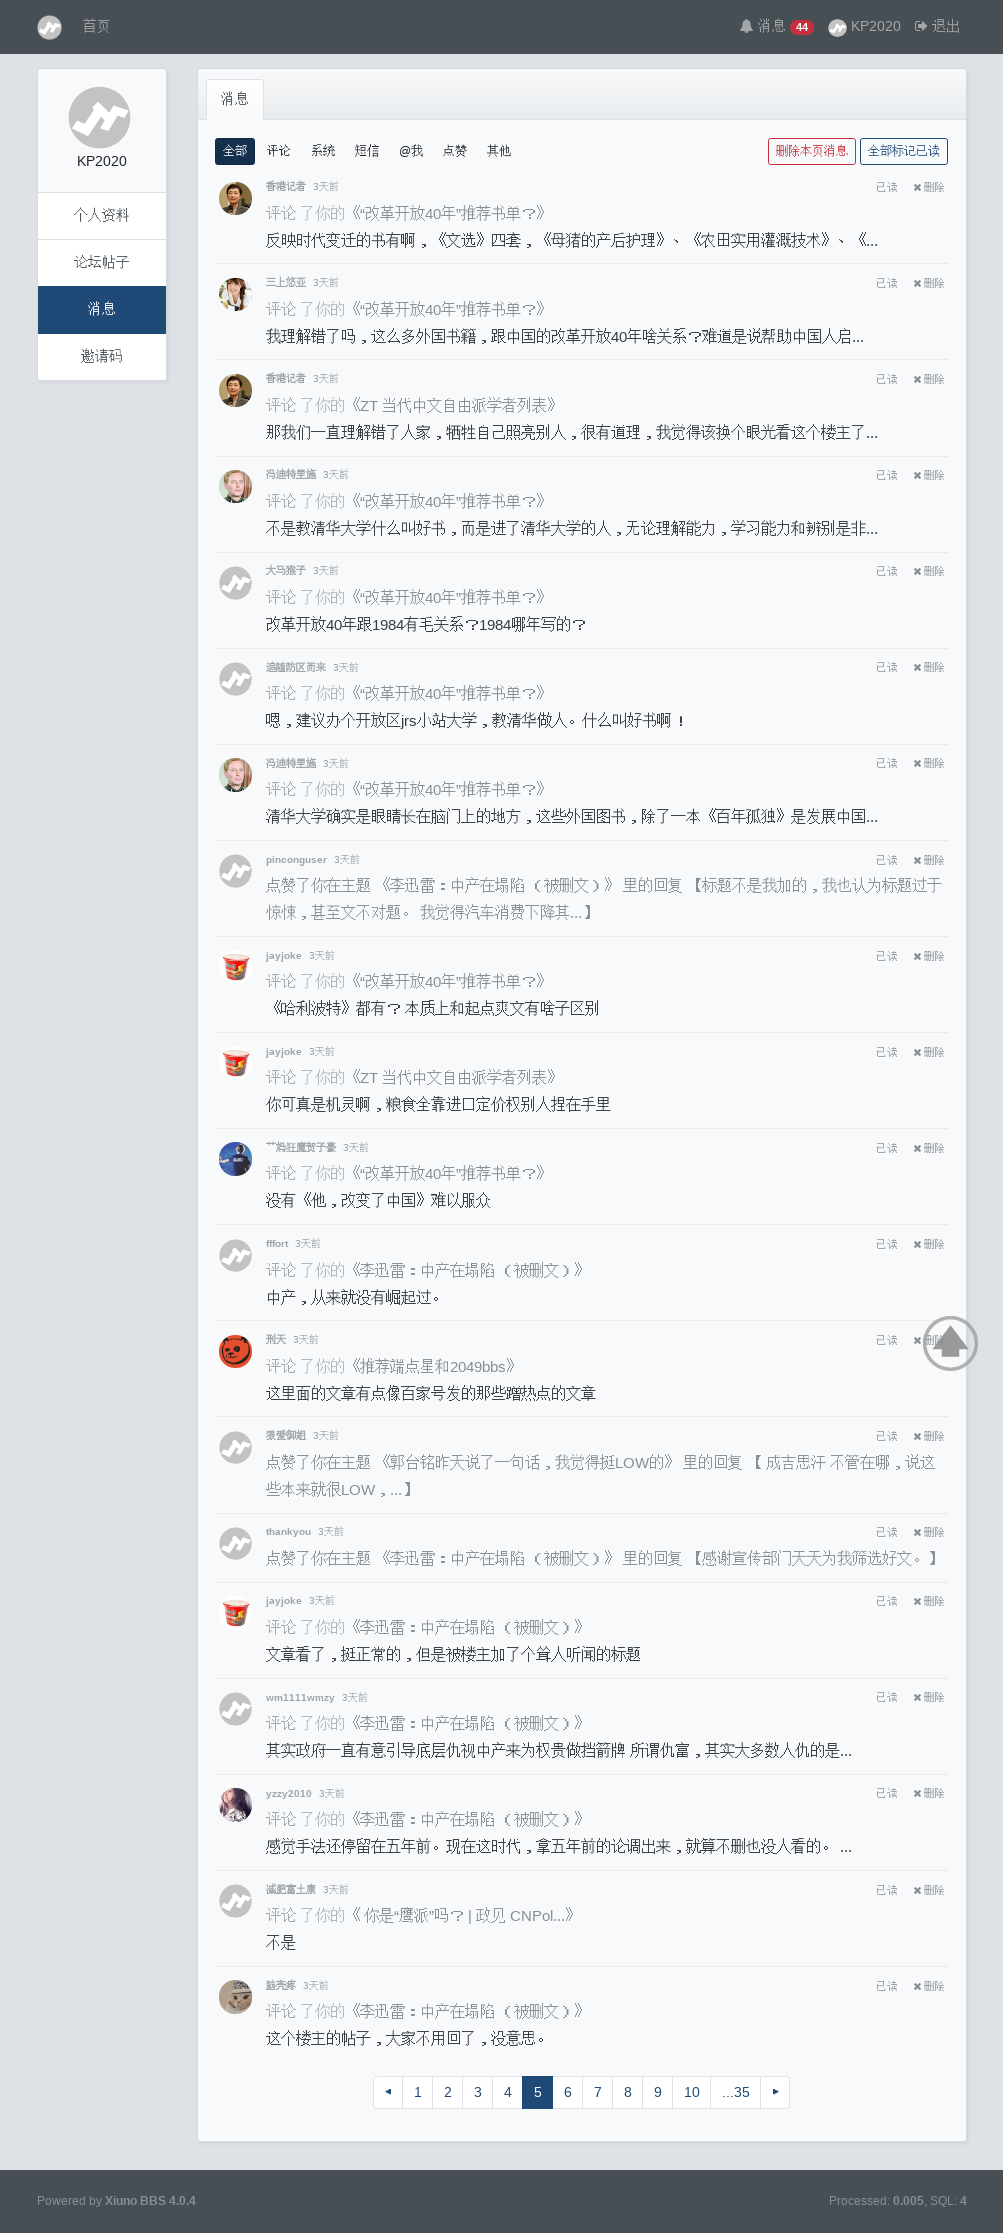 首页
消息 44 KP2020 退出
KP2020
个人资料
论坛帖子
消息
邀请码
消息
全部 评论 系统 短信 @我 点赞 其他 删除本页消息 全部标记已读
香港记者 3天前 已读 ✖删除
评论了你的《“改革开放40年”推荐书单？》
反映时代变迁的书有啊，《文选》四套，《母猪的产后护理》、《农田实用灌溉技术》、《...
三上悠亚 3天前 已读 ✖删除
评论了你的《“改革开放40年”推荐书单？》
我理解错了吗，这么多外国书籍，跟中国的改革开放40年啥关系？难道是说帮助中国人启...
香港记者 3天前 已读 ✖删除
评论了你的《ZT 当代中文自由派学者列表》
那我们一直理解错了人家，牺牲自己照亮别人，很有道理，我觉得该换个眼光看这个楼主了...
冯迪特里施 3天前 已读 ✖删除
评论了你的《“改革开放40年”推荐书单？》
不是教清华大学什么叫好书，而是进了清华大学的人，无论理解能力，学习能力和辨别是非...
大马猴子 3天前 已读 ✖删除
评论了你的《“改革开放40年”推荐书单？》
改革开放40年跟1984有毛关系？1984哪年写的？
追随防区而来 3天前 已读 ✖删除
评论了你的《“改革开放40年”推荐书单？》
嗯，建议办个开放区jrs小站大学，教清华做人。什么叫好书啊！
冯迪特里施 3天前 已读 ✖删除
评论了你的《“改革开放40年”推荐书单？》
清华大学确实是眼睛长在脑门上的地方，这些外国图书，除了一本《百年孤独》是发展中国...
pinconguser 3天前 已读 ✖删除
点赞了你在主题 《李迅雷：中产在塌陷 （被删文）》 里的回复 【标题不是我加的，我也认为标题过于
惊悚，甚至文不对题。 我觉得汽车消费下降其...】
jayjoke 3天前 已读 ✖删除
评论了你的《“改革开放40年”推荐书单？》
《哈利波特》都有？本质上和起点爽文有啥子区别
jayjoke 3天前 已读 ✖删除
评论了你的《ZT 当代中文自由派学者列表》
你可真是机灵啊，粮食全靠进口定价权别人捏在手里
艹妈狂魔贺子豪 3天前 已读 ✖删除
评论了你的《“改革开放40年”推荐书单？》
没有《他，改变了中国》难以服众
fffort 3天前 已读 ✖删除
评论了你的《李迅雷：中产在塌陷 （被删文）》
中产，从来就没有崛起过。
刑天 3天前 已读 ✖删除
评论了你的《推荐端点星和2049bbs》
这里面的文章有点像百家号发的那些蹭热点的文章
狠爱御姐 3天前 已读 ✖删除
点赞了你在主题 《郭台铭昨天说了一句话，我觉得挺LOW的》 里的回复 【 成吉思汗 不管在哪，说这
些本来就很LOW，...】
thankyou 3天前 已读 ✖删除
点赞了你在主题 《李迅雷：中产在塌陷 （被删文）》 里的回复 【感谢宣传部门天天为我筛选好文。】
jayjoke 3天前 已读 ✖删除
评论了你的《李迅雷：中产在塌陷 （被删文）》
文章看了，挺正常的，但是被楼主加了个耸人听闻的标题
wm1111wmzy 3天前 已读 ✖删除
评论了你的《李迅雷：中产在塌陷 （被删文）》
其实政府一直有意引导底层仇视中产来为权贵做挡箭牌 所谓仇富，其实大多数人仇的是...
yzzy2010 3天前 已读 ✖删除
评论了你的《李迅雷：中产在塌陷 （被删文）》
感觉手法还停留在五年前。现在这时代，拿五年前的论调出来，就算不删也没人看的。 ...
减肥富土康 3天前 已读 ✖删除
评论了你的《 你是“鹰派”吗？ | 政见 CNPol...》
不是
脑壳疼 3天前 已读 ✖删除
评论了你的《李迅雷：中产在塌陷 （被删文）》
这个楼主的帖子，大家不用回了，没意思。
◂ 1 2 3 4 5 6 7 8 9 10 ...35 ▸
Powered by Xiuno BBS 4.0.4 Processed: 0.005, SQL: 4